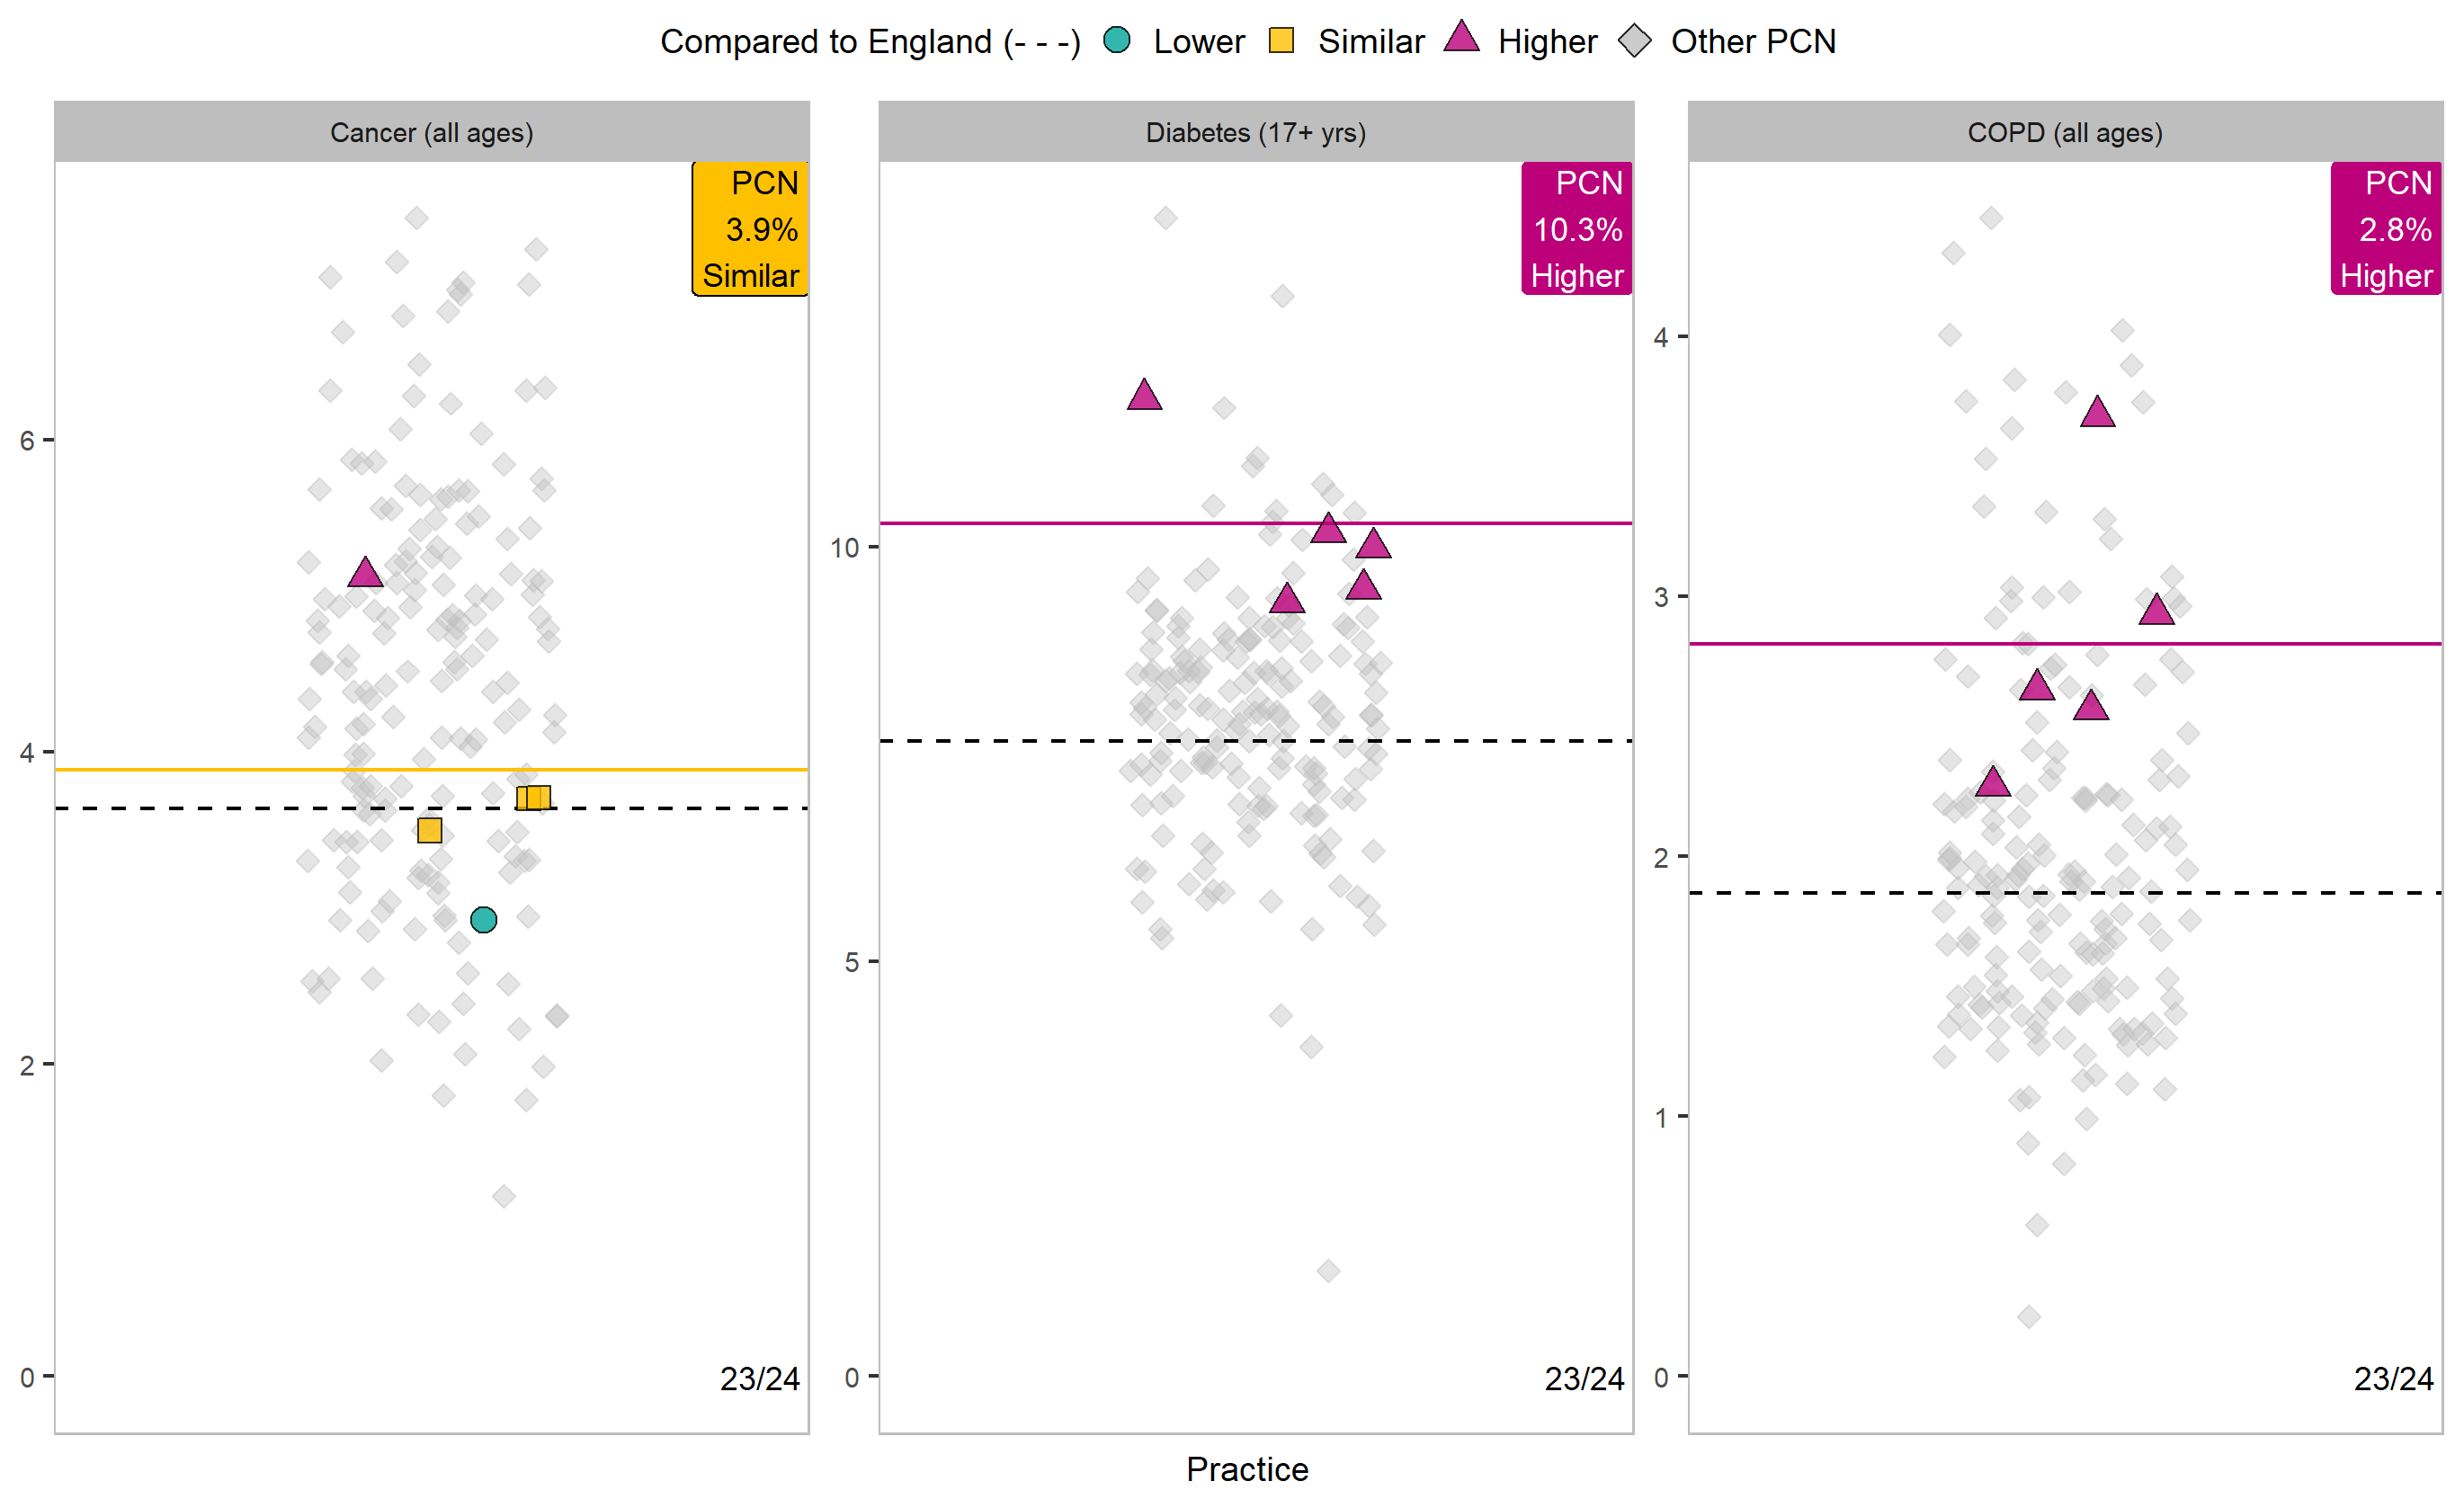 Compared to England (- - -) Lower Similar Higher Other PCN
Cancer (all ages)
PCN
3.9%
Similar
6
4
2
0
23/24
Diabetes (17+ yrs)
PCN
10.3%
Higher
10
5
0
23/24
COPD (all ages)
PCN
2.8%
Higher
4
3
2
1
0
23/24
Practice